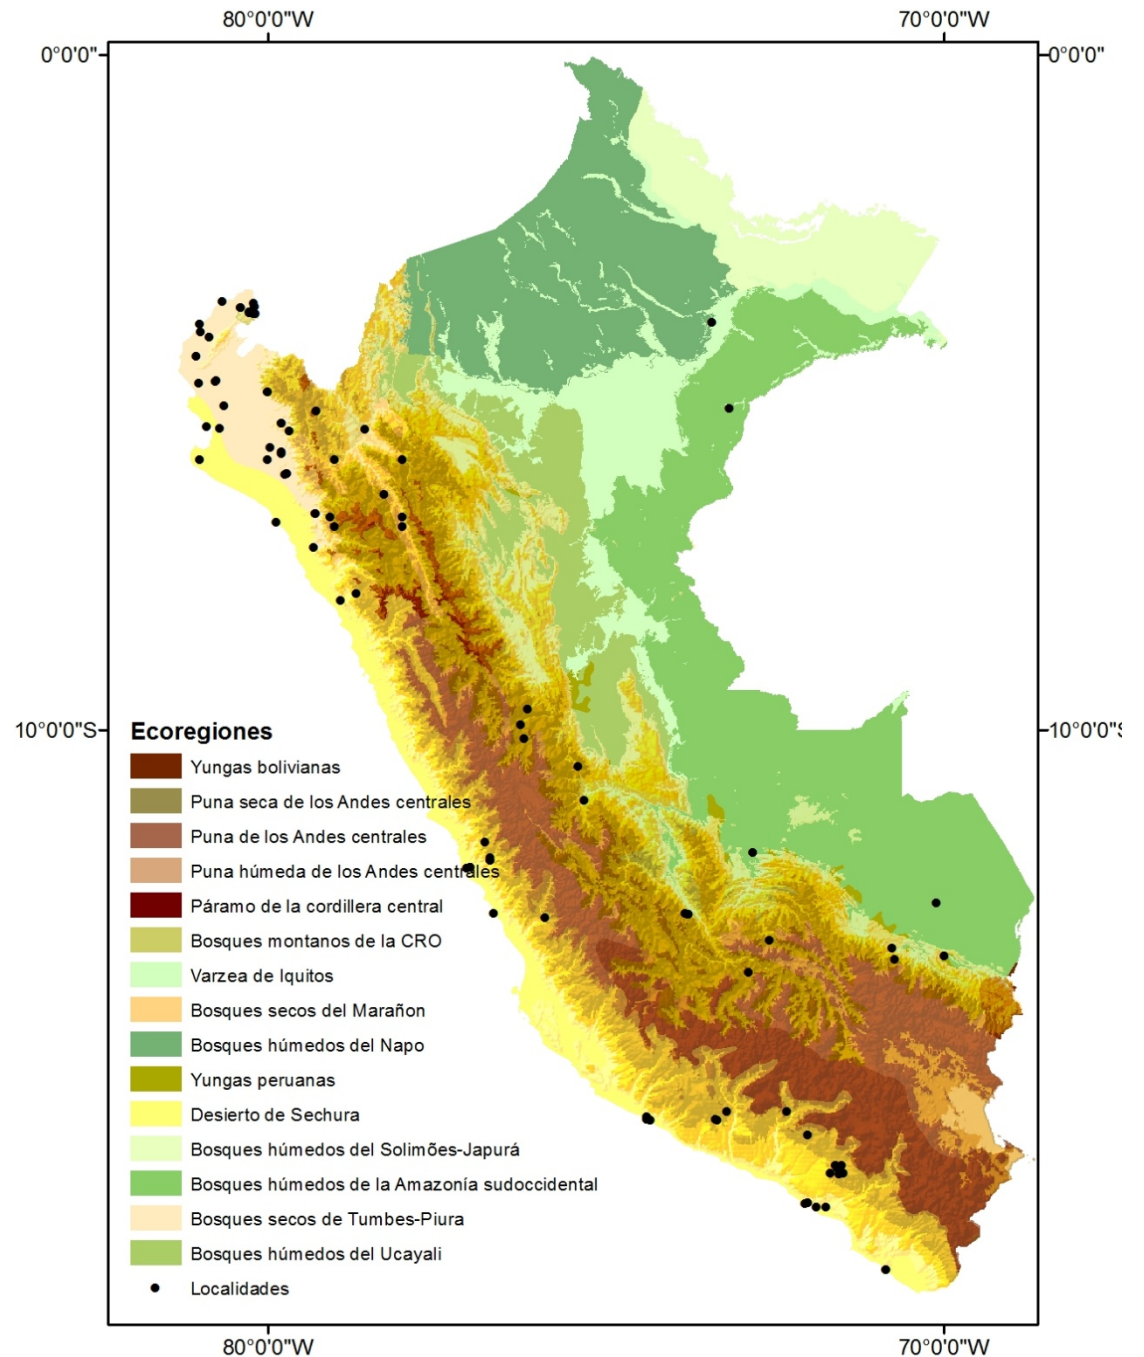 80°0'0"W 70°0'0"W
0°0'0" 0°0'0"
10°0'0"S 10°0'0"S
Ecoregiones
Yungas bolivianas
Puna seca de los Andes centrales
Puna de los Andes centrales
Puna húmeda de los Andes centrales
Páramo de la cordillera central
Bosques montanos de la CRO
Varzea de Iquitos
Bosques secos del Marañon
Bosques húmedos del Napo
Yungas peruanas
Desierto de Sechura
Bosques húmedos del Solimões-Japurá
Bosques húmedos de la Amazonía sudoccidental
Bosques secos de Tumbes-Piura
Bosques húmedos del Ucayali
Localidades
80°0'0"W 70°0'0"W